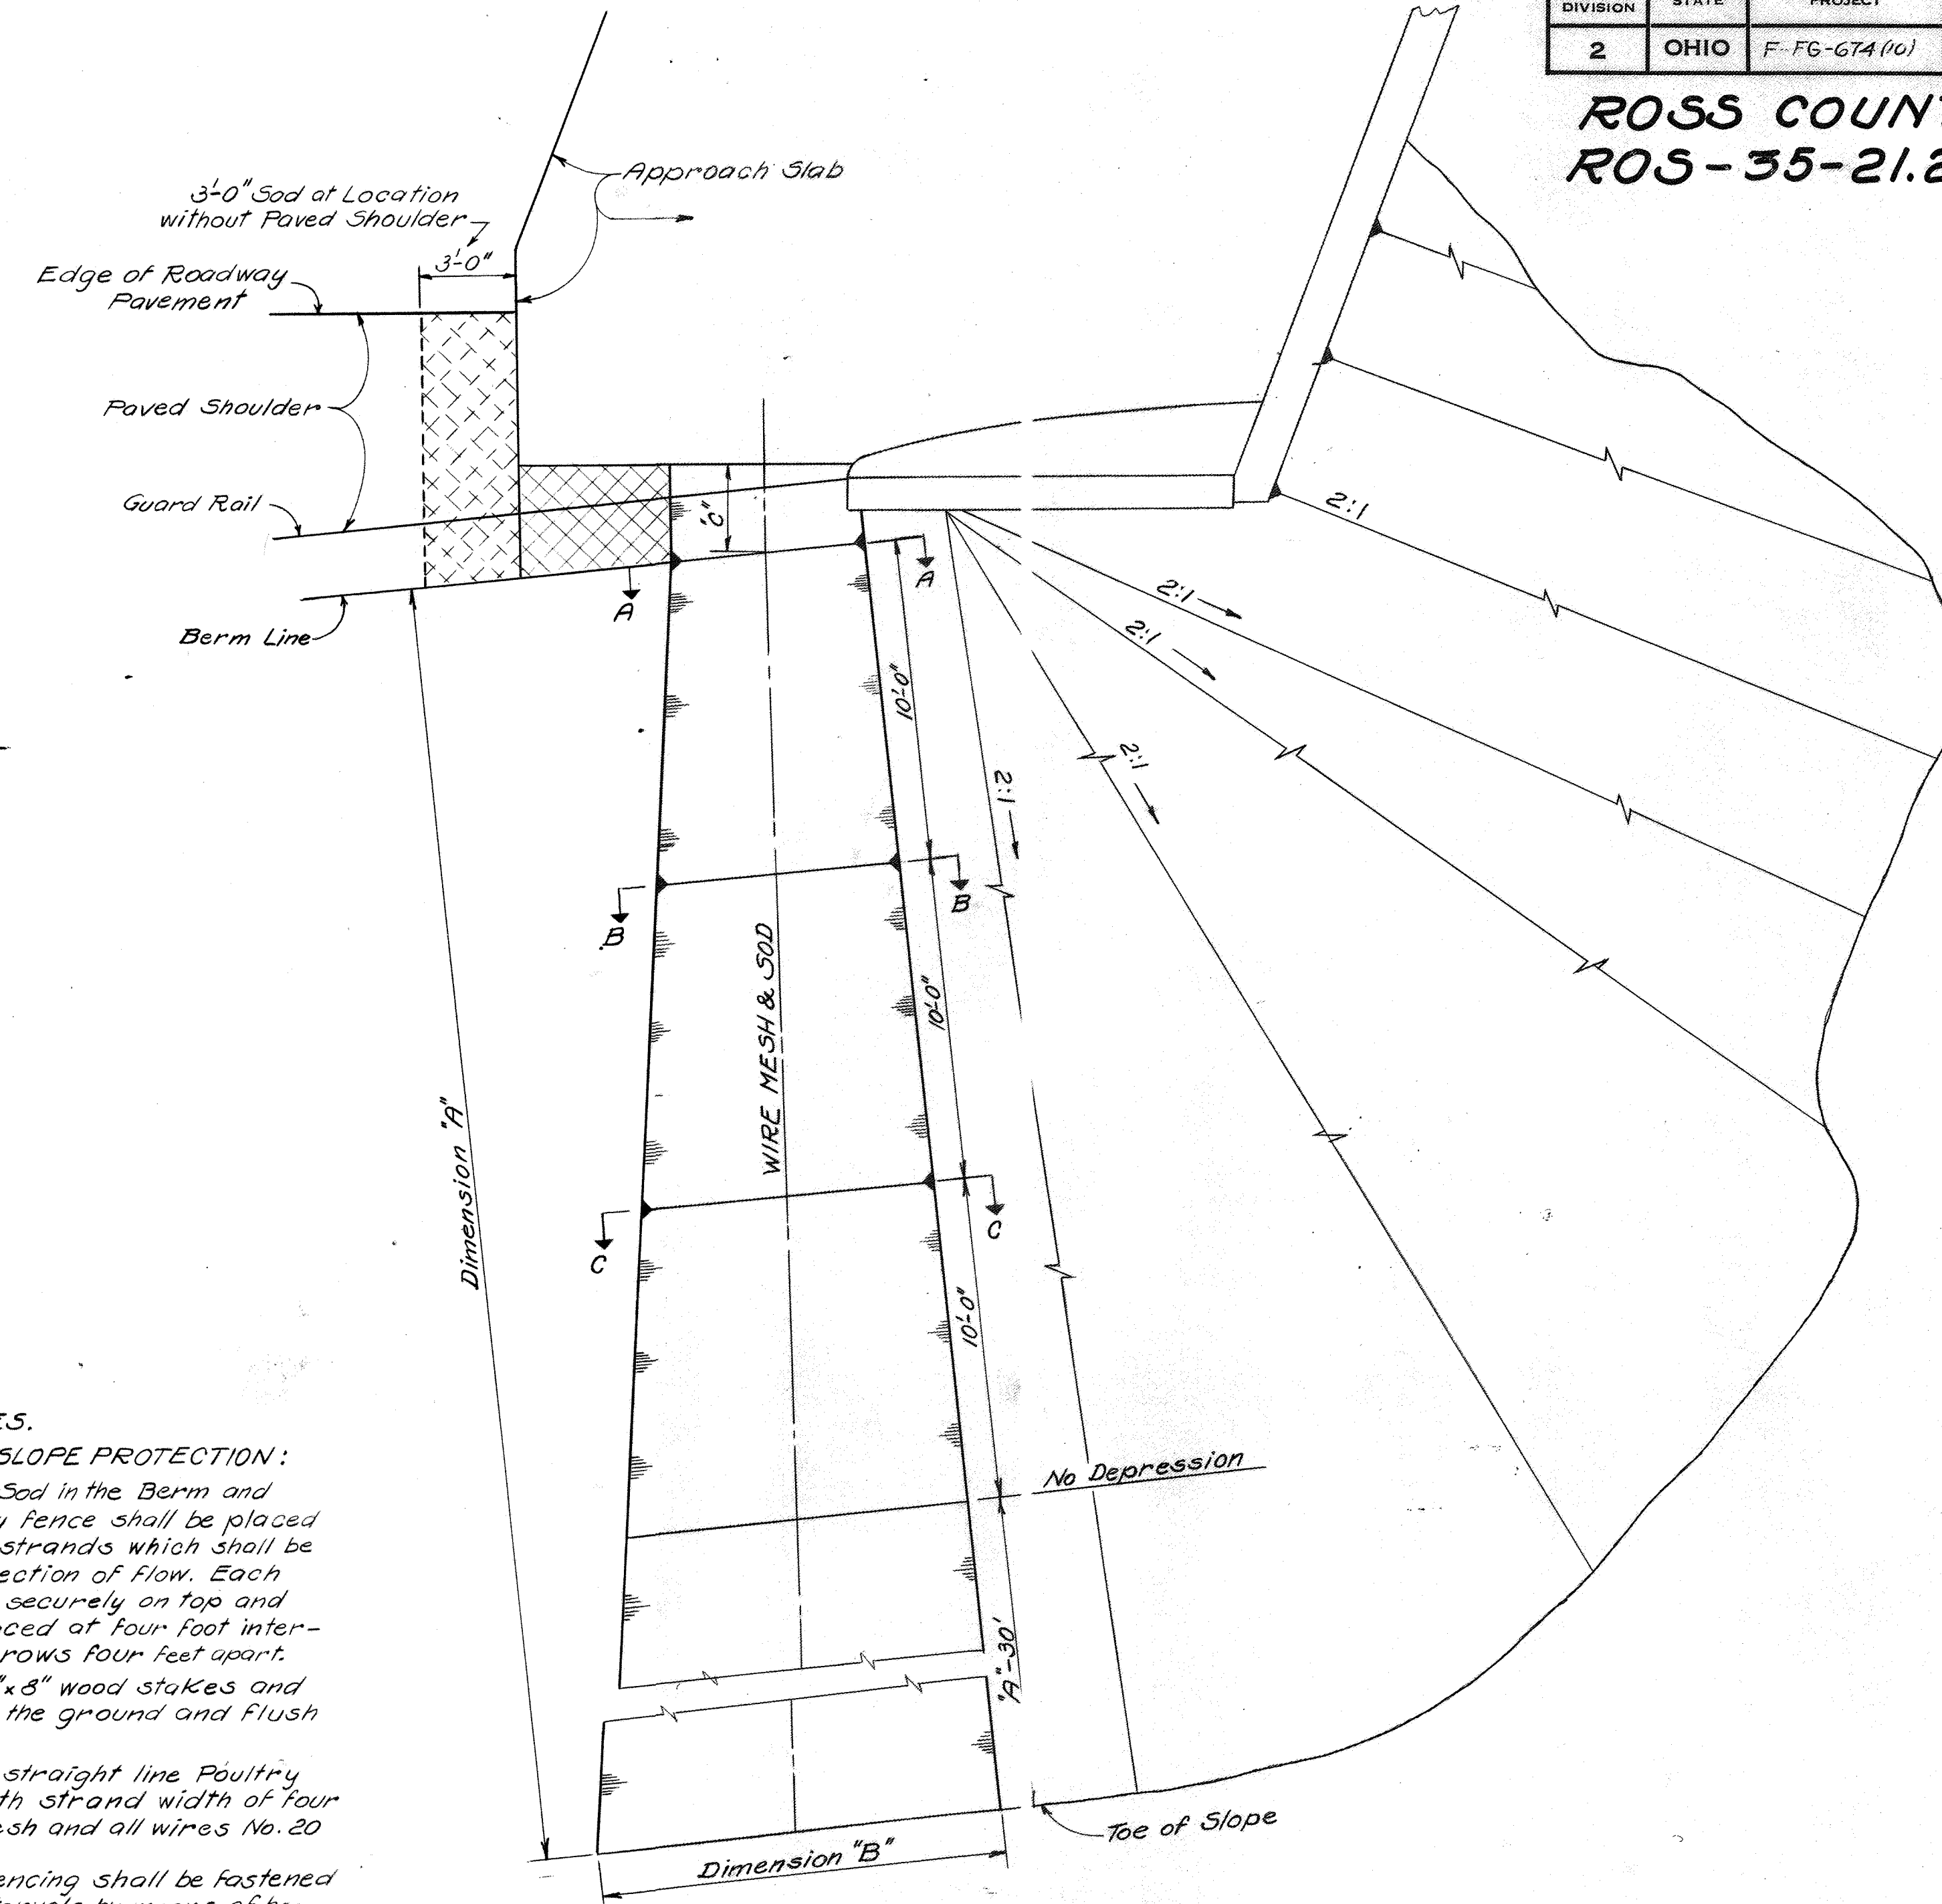 DIVISION STATE PROJECT
2 OHIO F-FG-674(10)
ROSS
ROS-35-21.2
Approach Slab
3'-0" Sod at Location
without Paved Shoulder
3'-0"
Edge of Roadway
Pavement
Paved Shoulder
Guard Rail
Berm Line
"C"
A
A
2:1
2:1
2:1
2:1
2:1
10'-0"
B
B
10'-0"
WIRE MESH & SOD
Dimension "A"
C
C
10'-0"
No Depression
"A"-30'
Toe of Slope
Dimension "B"
SLOPE PROTECTION:
Sod in the Berm and
fence shall be placed
strands which shall be
of flow. Each
securely on top and
at four foot inter-
rows four feet apart.
"x 8" wood stakes and
the ground and flush
straight line Poultry
strand width of four
and all wires No. 20
shall be fastened